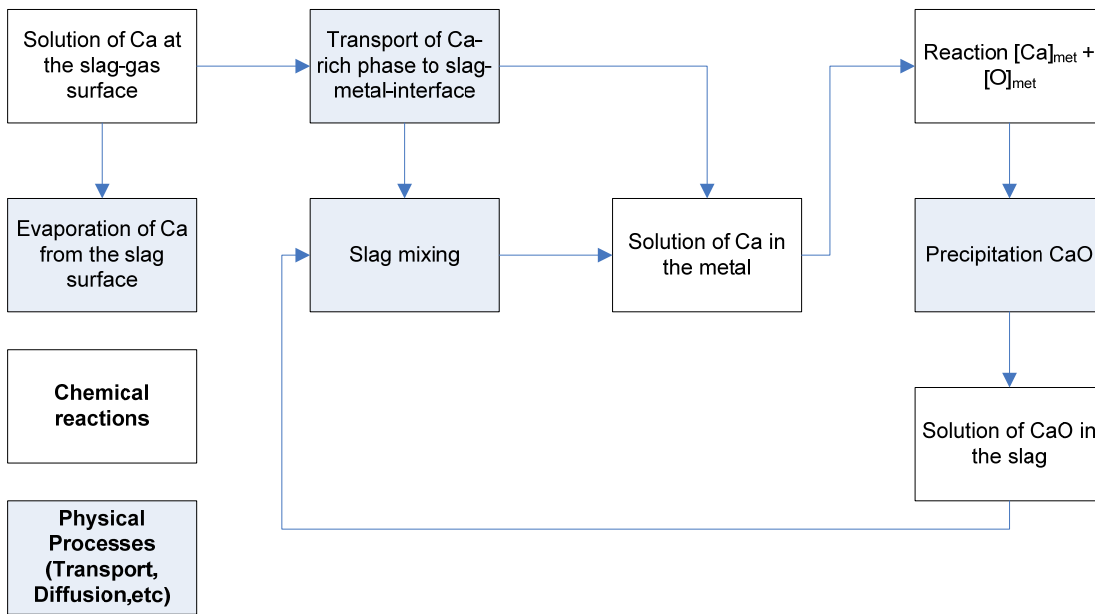 Solution of Ca at
the slag-gas
surface
Transport of Ca-
rich phase to slag-
metal-interface
Reaction [Ca]met +
[O]met
Evaporation of Ca
from the slag
surface
Slag mixing
Solution of Ca in
the metal
Precipitation CaO
Chemical
reactions
Solution of CaO in
the slag
Physical
Processes
(Transport,
Diffusion,etc)